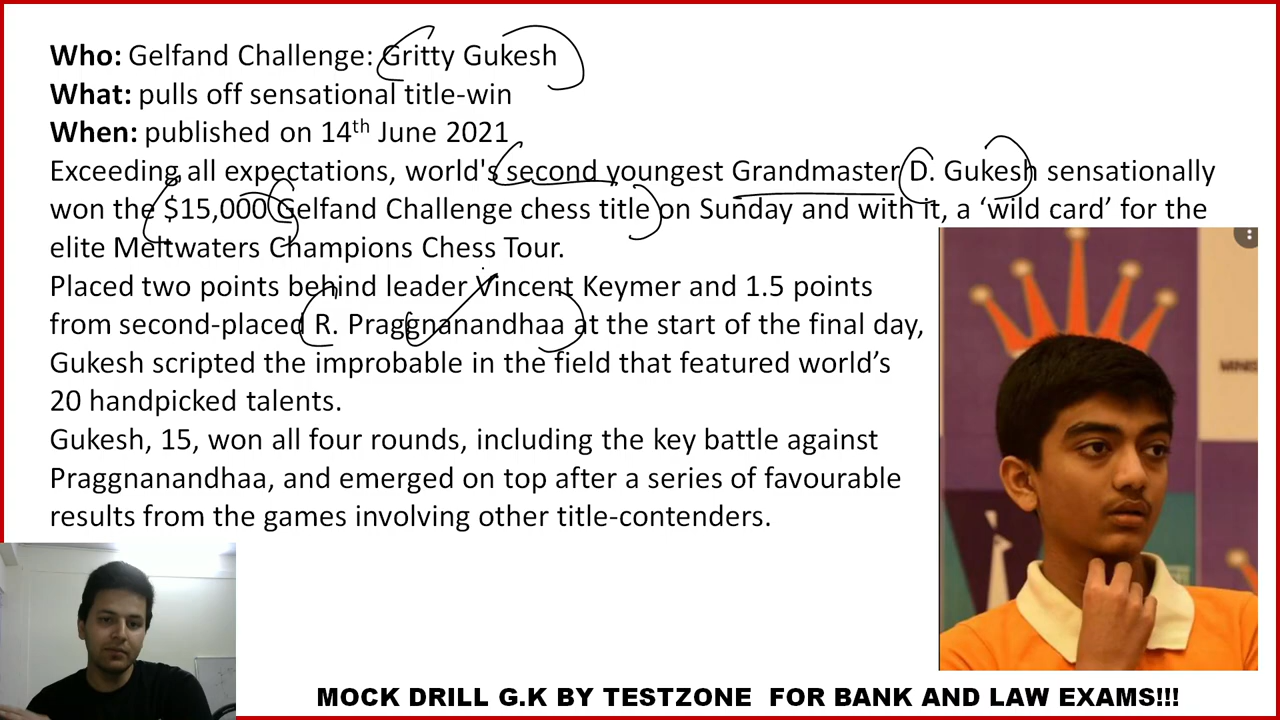 Who: Gelfand Challenge: Gritty Gukesh
What: pulls off sensational title-win
When: published on 14th June 2021
Exceeding all expectations, world's second youngest Grandmaster D. Gukesh sensationally
won the $15,000 Gelfand Challenge chess title on Sunday and with it, a ‘wild card’ for the
elite Meltwaters Champions Chess Tour.
Placed two points behind leader Vincent Keymer and 1.5 points
from second-placed R. Praggnanandhaa at the start of the final day,
Gukesh scripted the improbable in the field that featured world’s
20 handpicked talents.
Gukesh, 15, won all four rounds, including the key battle against
Praggnanandhaa, and emerged on top after a series of favourable
results from the games involving other title-contenders.
MOCK DRILL G.K BY TESTZONE FOR BANK AND LAW EXAMS!!!